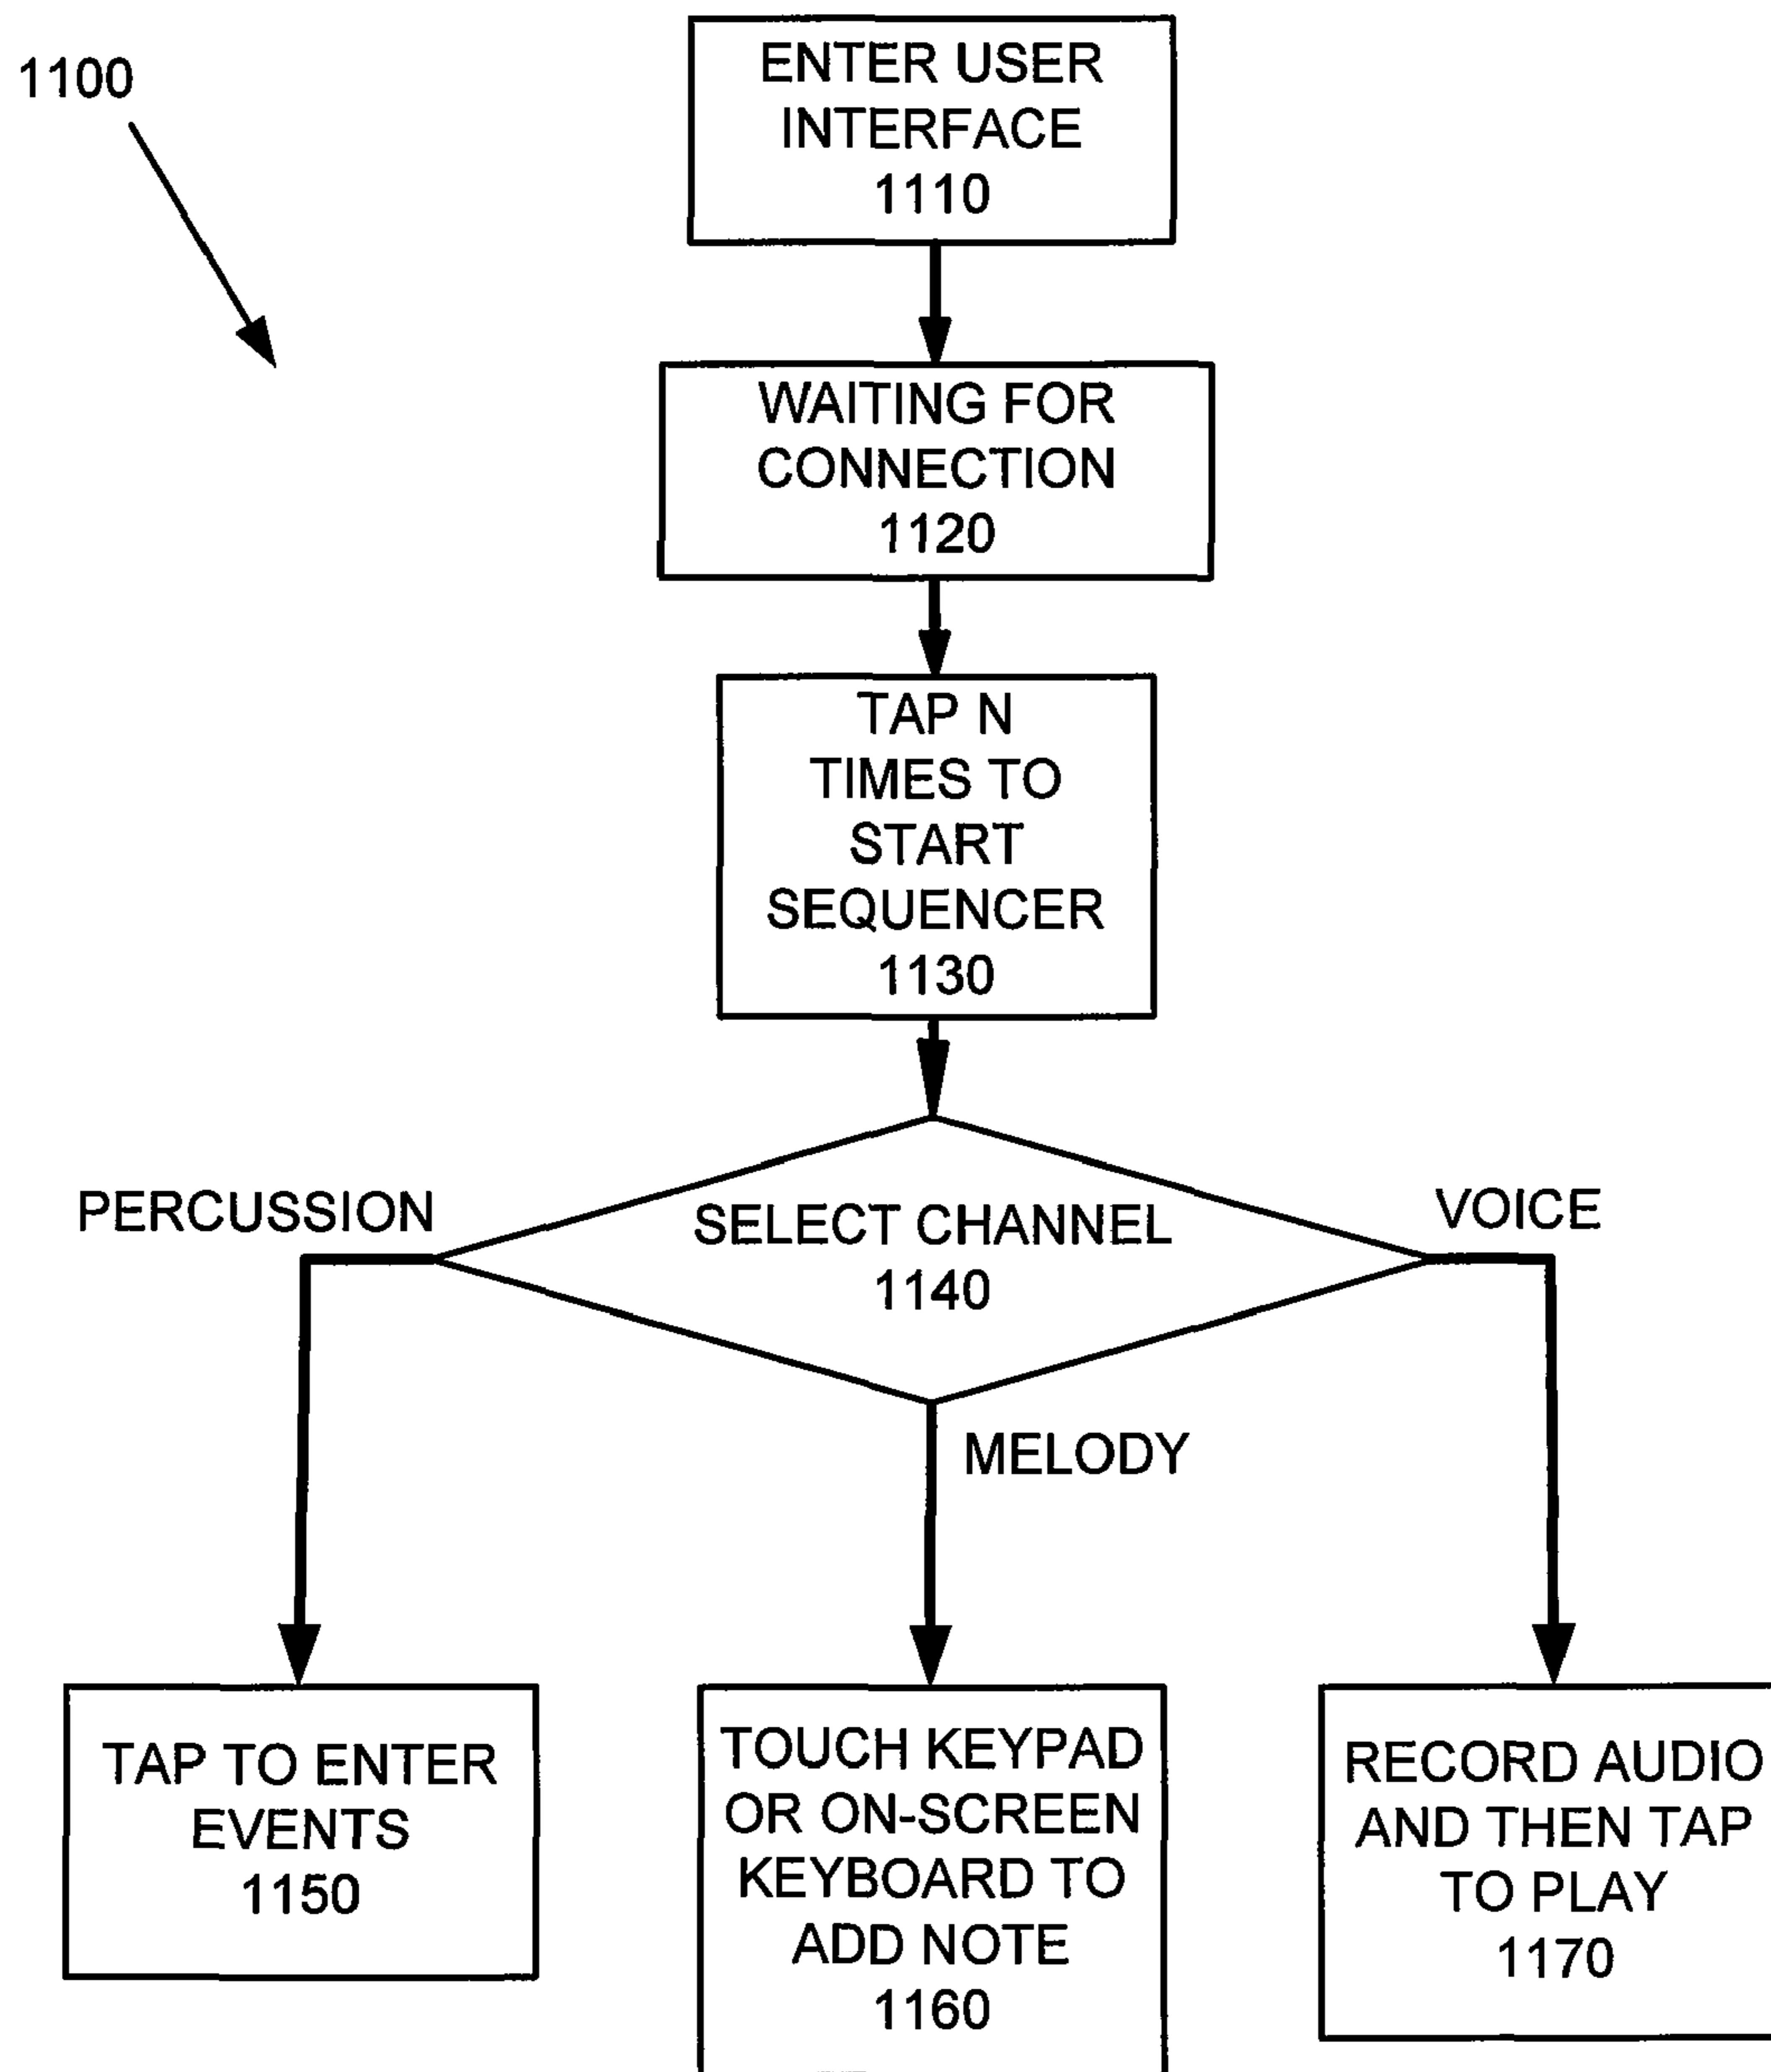 1100
ENTER USER
INTERFACE
1110
WAITING FOR
CONNECTION
1120
TAP N
TIMES TO
START
SEQUENCER
1130
PERCUSSION
SELECT CHANNEL
1140
VOICE
MELODY
TAP TO ENTER
EVENTS
1150
TOUCH KEYPAD
OR ON-SCREEN
KEYBOARD TO
ADD NOTE
1160
RECORD AUDIO
AND THEN TAP
TO PLAY
1170